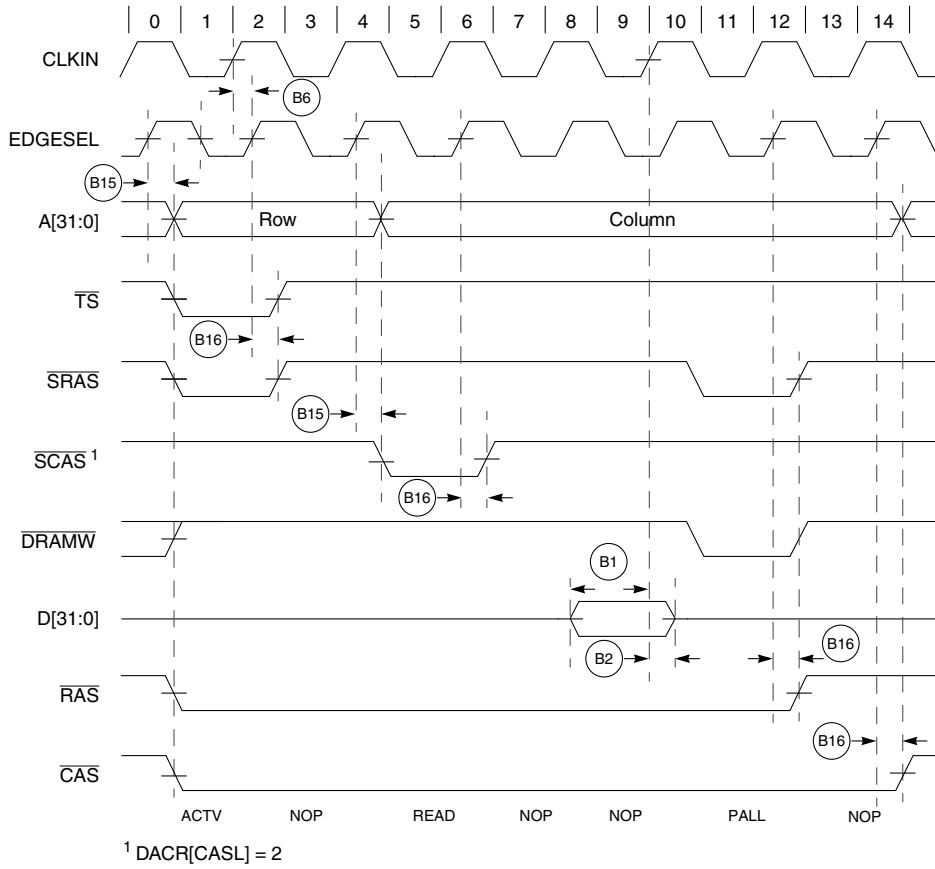 0 1 2 3 4 5 6 7 8 9 10 11 12 13 14
CLKIN
B6
EDGESEL
B15
A[31:0] Row Column
TS
B16
SRAS
B15
SCAS 1
B16
DRAMW
B1
D[31:0]
B2 B16
RAS
B16
CAS
ACTV NOP READ NOP NOP PALL NOP
1 DACR[CASL] = 2